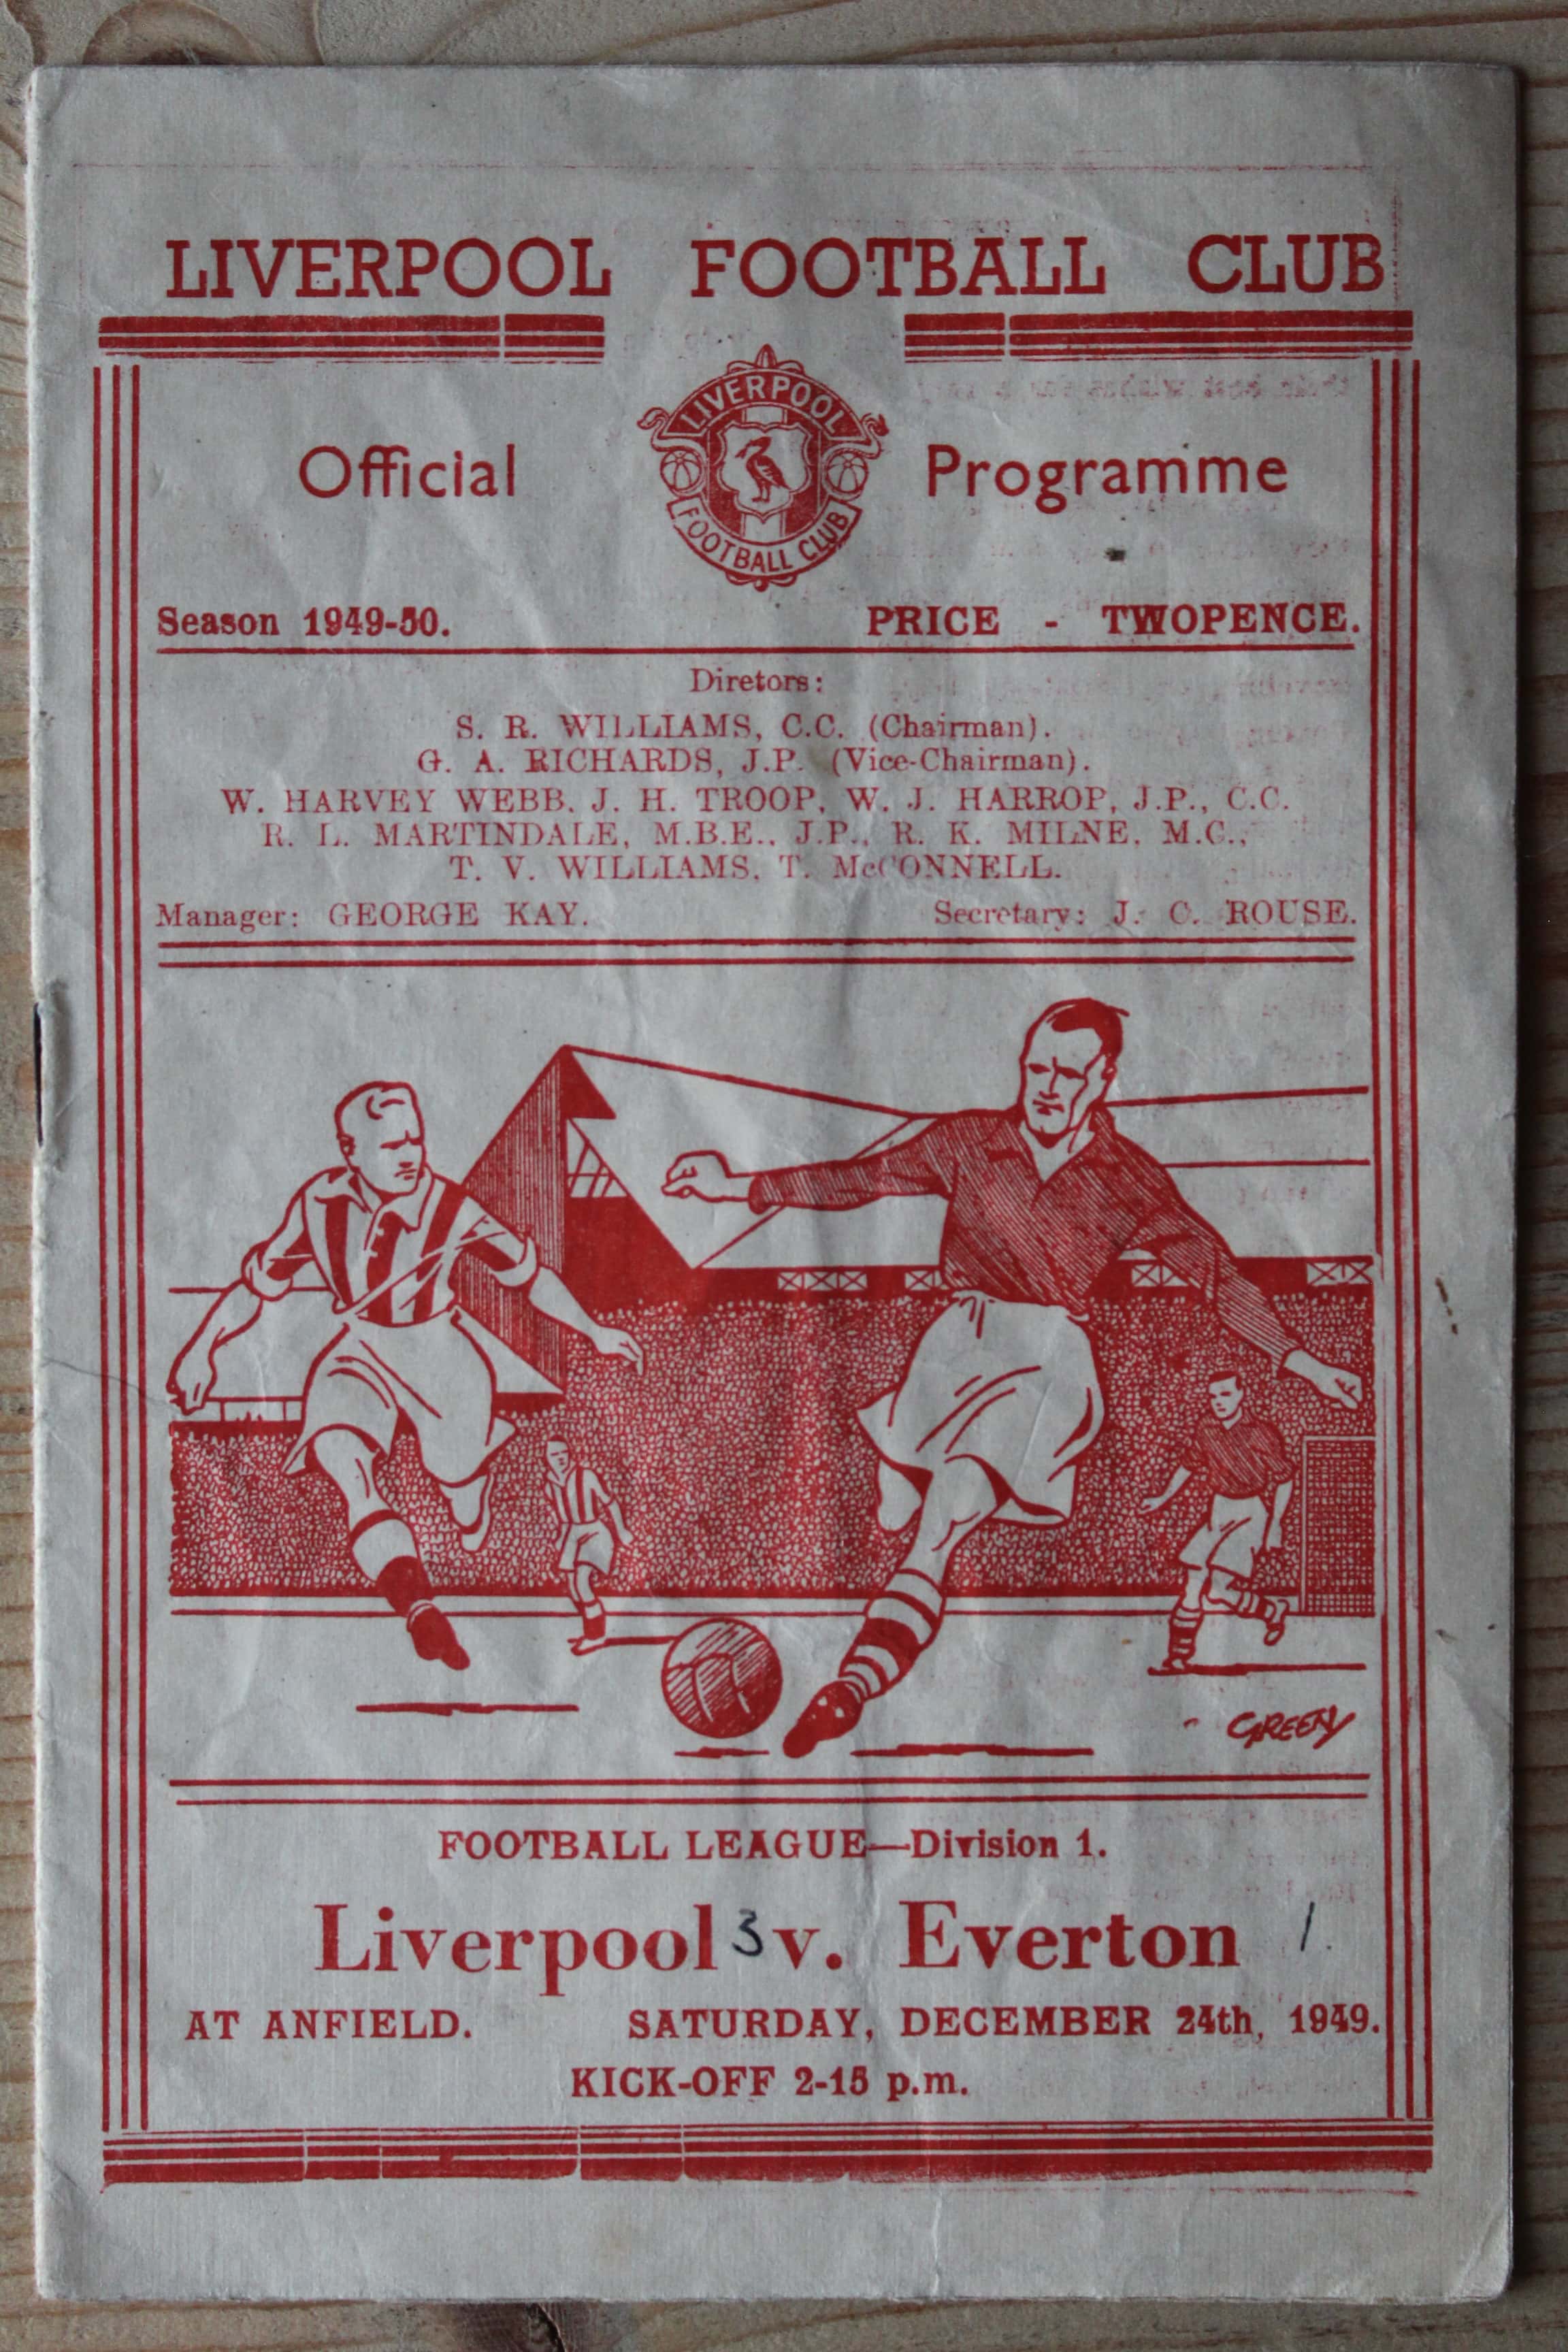 LIVERPOOL FOOTBALL CLUB
LIVERPOOL
FOOTBALL CLUB
Official Programme
Season 1949-50. PRICE - TWOPENCE.
Diretors:
S. R. WILLIAMS, C.C. (Chairman).
G. A. RICHARDS, J.P. (Vice-Chairman).
W. HARVEY WEBB, J. H. TROOP, W. J. HARROP, J.P., C.C.
R. L. MARTINDALE, M.B.E., J.P., R. K. MILNE, M.C.,
T. V. WILLIAMS, T. McCONNELL.
Manager: GEORGE KAY. Secretary: J. C. ROUSE.
GREEN
FOOTBALL LEAGUE—Division 1.
Liverpool 3 v. Everton 1.
AT ANFIELD. SATURDAY, DECEMBER 24th, 1949.
KICK-OFF 2-15 p.m.